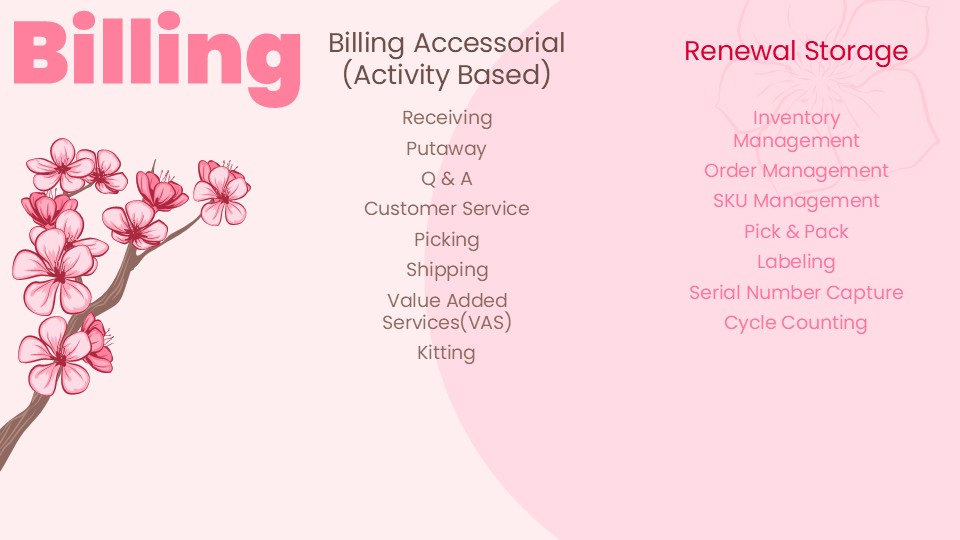 Billing
Billing Accessorial
(Activity Based)
Receiving
Putaway
Q & A
Customer Service
Picking
Shipping
Value Added
Services(VAS)
Kitting
Renewal Storage
Inventory
Management
Order Management
SKU Management
Pick & Pack
Labeling
Serial Number Capture
Cycle Counting